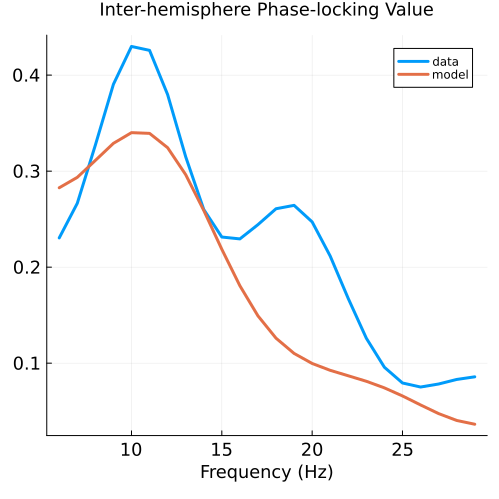 Inter-hemisphere Phase-locking Value
data
model
0.4
0.3
0.2
0.1
10
15
20
25
Frequency (Hz)